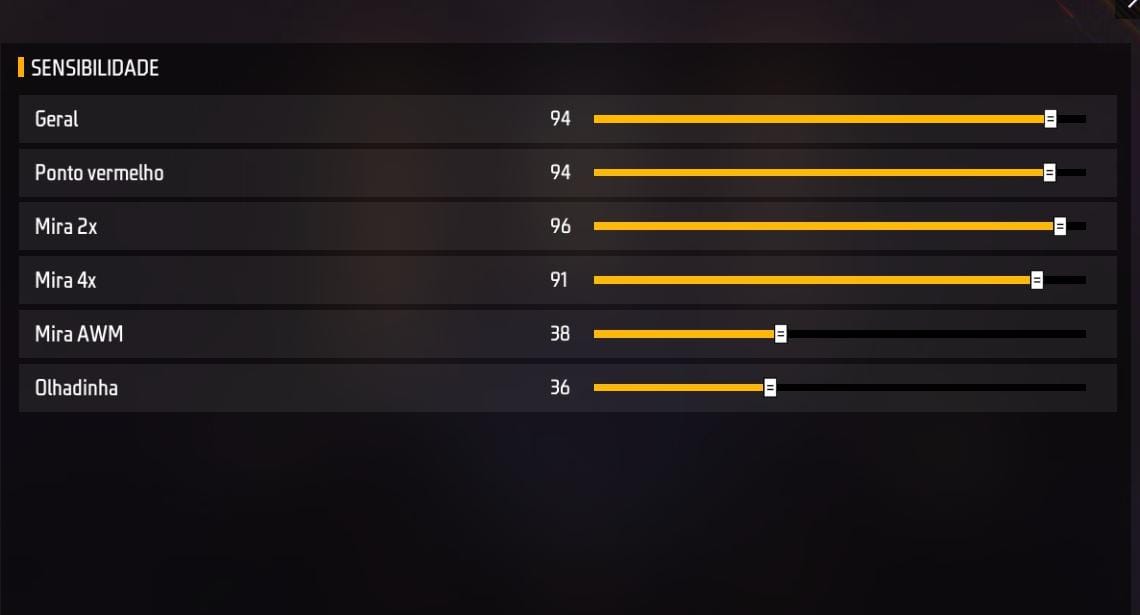 SENSIBILIDADE
Geral 94
Ponto vermelho 94
Mira 2x 96
Mira 4x 91
Mira AWM 38
Olhadinha 36